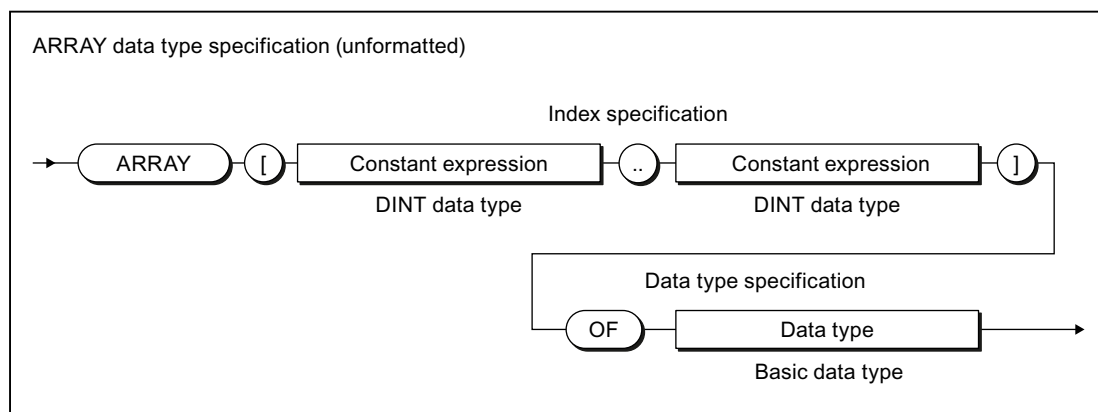 ARRAY data type specification (unformatted)
Index specification
ARRAY [ Constant expression .. Constant expression ]
DINT data type DINT data type
Data type specification
OF Data type
Basic data type